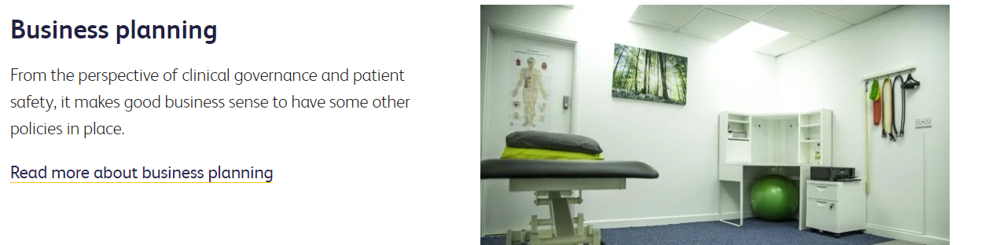 Business planning
From the perspective of clinical governance and patient
safety, it makes good business sense to have some other
policies in place.
Read more about business planning